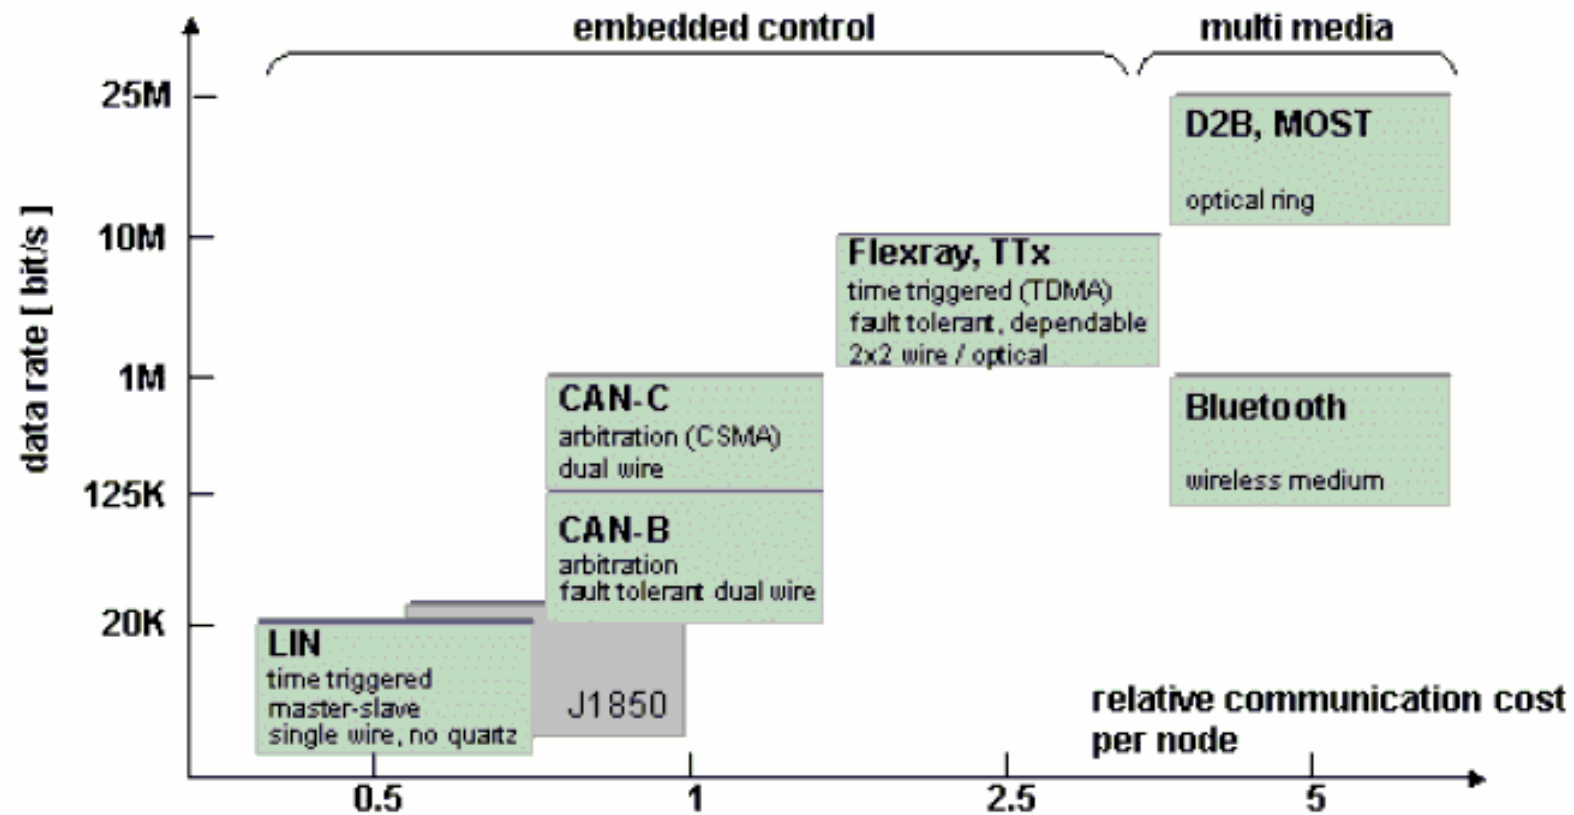 embedded control
multi media
25M
D2B, MOST
optical ring
10M
Flexray, TTx
time triggered (TDMA)
fault tolerant, dependable
2x2 wire / optical
data rate [ bit/s ]
1M
CAN-C
arbitration (CSMA)
dual wire
Bluetooth
wireless medium
125K
CAN-B
arbitration
fault tolerant dual wire
20K
LIN
time triggered
master-slave
single wire, no quartz
J1850
relative communication cost
per node
0.5
1
2.5
5